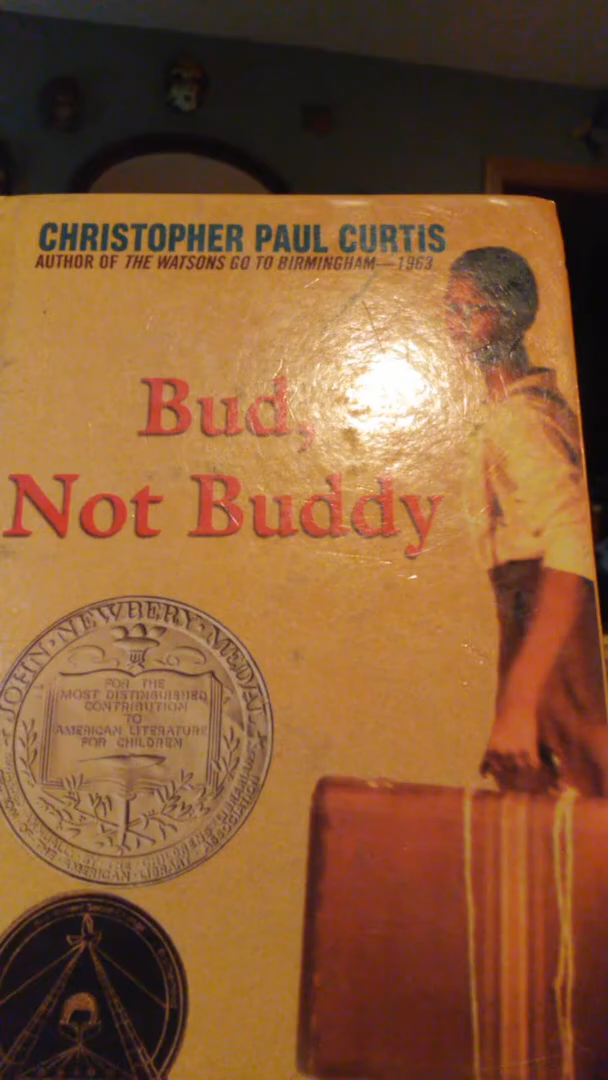 CHRISTOPHER PAUL CURTIS
AUTHOR OF THE WATSONS GO TO BIRMINGHAM—1963
Bud,
Not Buddy
JOHN · NEWBERY · MEDAL
FOR THE
MOST DISTINGUISHED
CONTRIBUTION
TO
AMERICAN LITERATURE
FOR CHILDREN